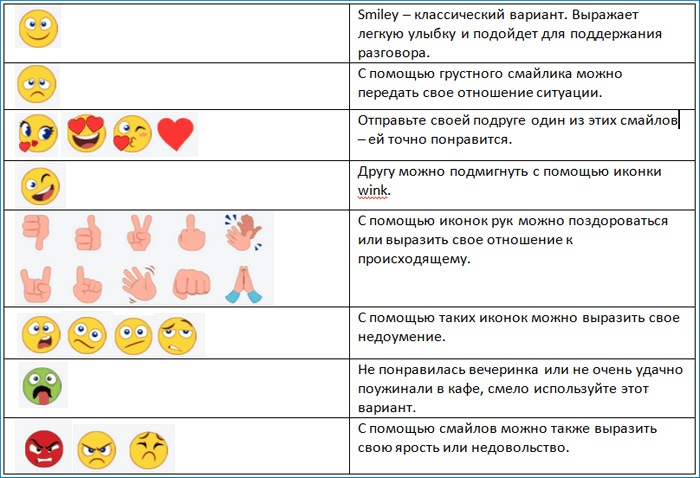 Smiley – классический вариант. Выражает
легкую улыбку и подойдет для поддержания
разговора.
С помощью грустного смайлика можно
передать свое отношение ситуации.
Отправьте своей подруге один из этих смайлов
– ей точно понравится.
Другу можно подмигнуть с помощью иконки
wink.
С помощью иконок рук можно поздороваться
или выразить свое отношение к
происходящему.
С помощью таких иконок можно выразить свое
недоумение.
Не понравилась вечеринка или не очень удачно
поужинали в кафе, смело используйте этот
вариант.
С помощью смайлов можно также выразить
свою ярость или недовольство.